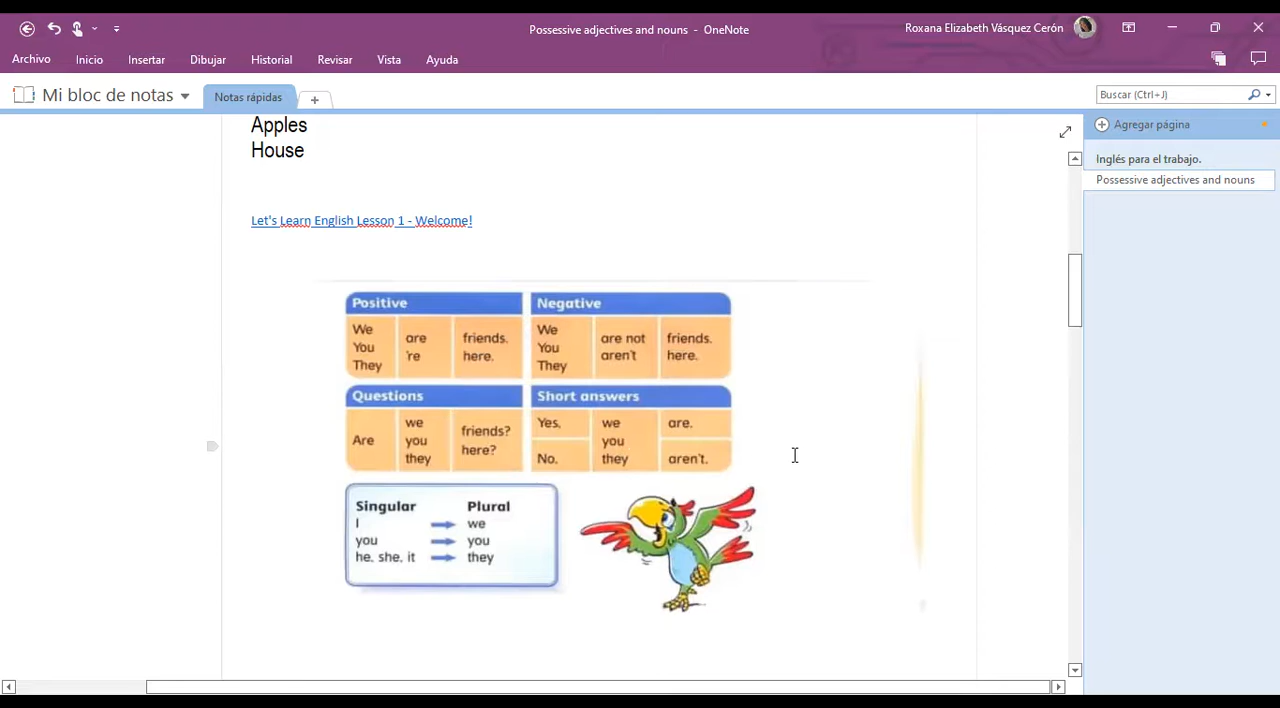 Possessive adjectives and nouns - OneNote
Roxana Elizabeth Vásquez Cerón
Archivo Inicio Insertar Dibujar Historial Revisar Vista Ayuda
Mi bloc de notas
Notas rápidas
Buscar (Ctrl+J)
Agregar página
Inglés para el trabajo.
Possessive adjectives and nouns
Apples
House
Let's Learn English Lesson 1 - Welcome!
Positive
We
You
They
are
're
friends.
here.
Negative
We
You
They
are not
aren't
friends.
here.
Questions
Are
we
you
they
friends?
here?
Short answers
Yes, we are.
you
No, they aren't.
Singular Plural
I we
you you
he, she, it they